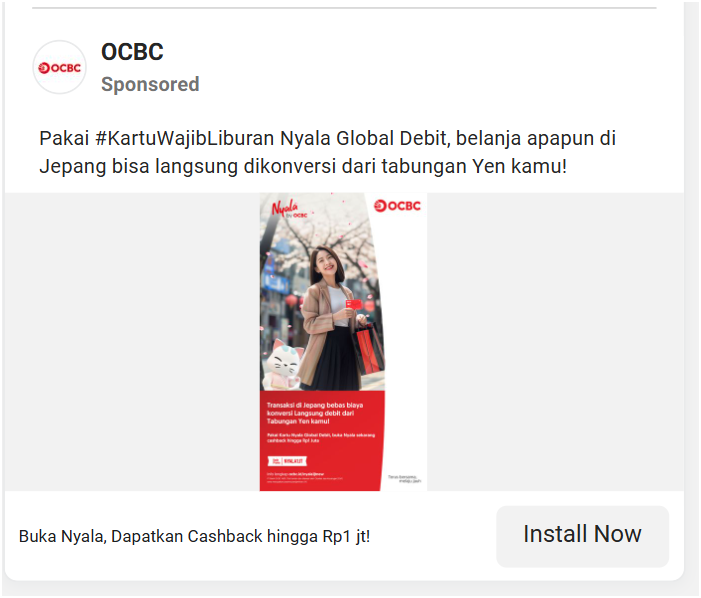 OCBC
OCBC
Sponsored
Pakai #KartuWajibLiburan Nyala Global Debit, belanja apapun di
Jepang bisa langsung dikonversi dari tabungan Yen kamu!
Nyala
by OCBC
OCBC
Transaksi di Jepang bebas biaya
konversi Langsung debit dari
Tabungan Yen kamu!
Pakai Kartu Nyala Global Debit, buka Nyala sekarang
cashback hingga Rp1 juta
Buka Nyala, Dapatkan Cashback hingga Rp1 jt!
Install Now